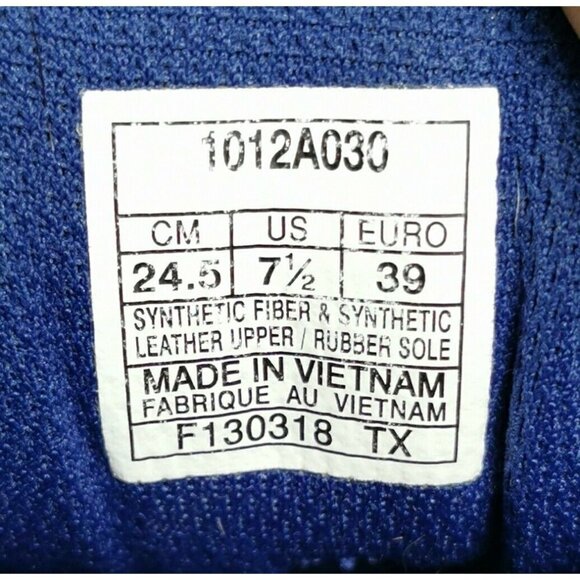 1012A030
CM US EURO
24.5 7½ 39
SYNTHETIC FIBER & SYNTHETIC
LEATHER UPPER / RUBBER SOLE
MADE IN VIETNAM
FABRIQUE AU VIETNAM
F130318 TX